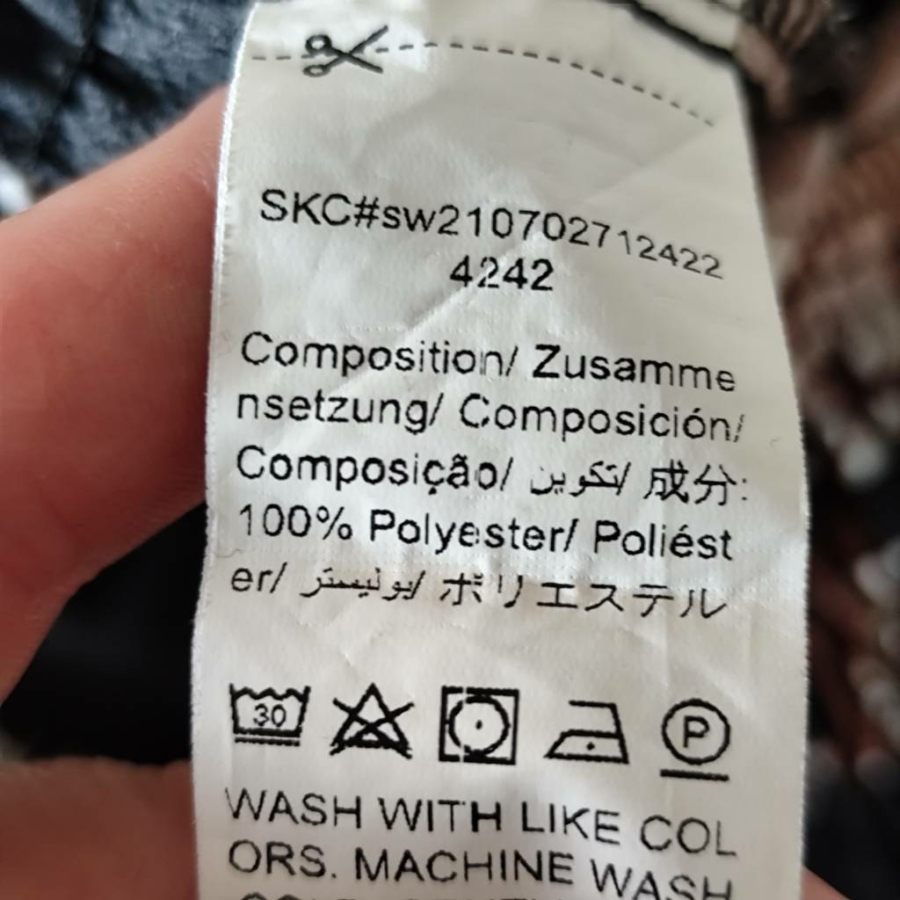 SKC#sw210702712422
4242
Composition/ Zusamme
nsetzung/ Composición/
Composição/ تكوين/ 成分:
100% Polyester/ Poliést
er/ بوليستر/ ポリエステル
30
P
WASH WITH LIKE COL
ORS. MACHINE WASH